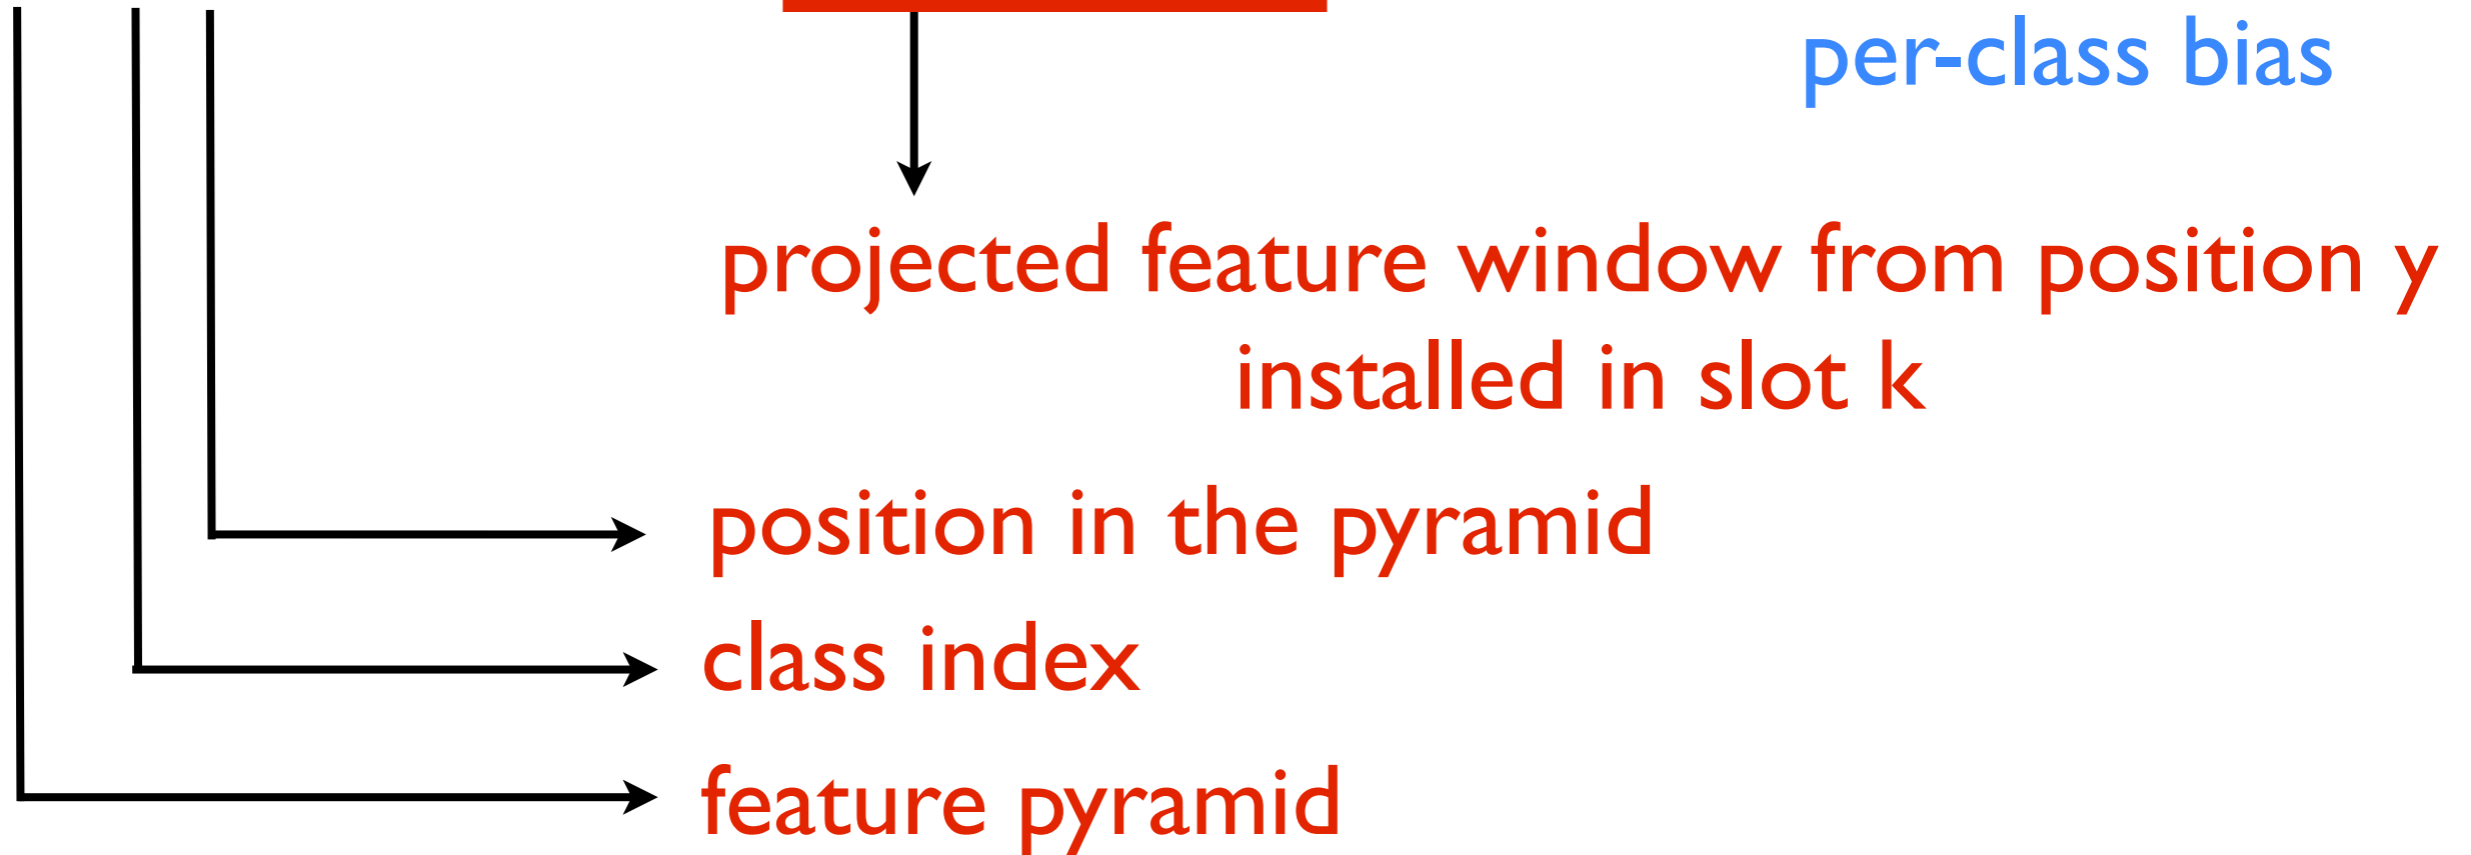 per-class bias
projected feature window from position y
installed in slot k
position in the pyramid
class index
feature pyramid